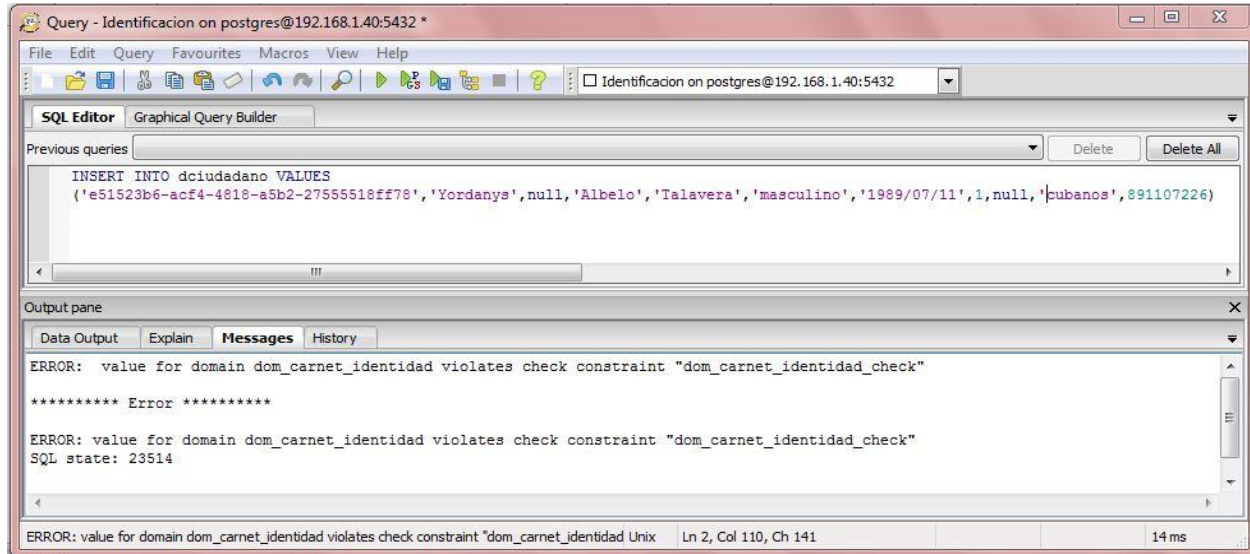 Query - Identificacion on postgres@192.168.1.40:5432 *
File Edit Query Favourites Macros View Help
Identificacion on postgres@192.168.1.40:5432
SQL Editor Graphical Query Builder
Previous queries Delete Delete All
INSERT INTO dciudadano VALUES
('e51523b6-acf4-4818-a5b2-27555518ff78','Yordanys',null,'Albelo','Talavera','masculino','1989/07/11',1,null,'cubanos',891107226)
Output pane
Data Output Explain Messages History
ERROR: value for domain dom_carnet_identidad violates check constraint "dom_carnet_identidad_check"
********** Error **********
ERROR: value for domain dom_carnet_identidad violates check constraint "dom_carnet_identidad_check"
SQL state: 23514
ERROR: value for domain dom_carnet_identidad violates check constraint "dom_carnet_identidad Unix Ln 2, Col 110, Ch 141 14 ms